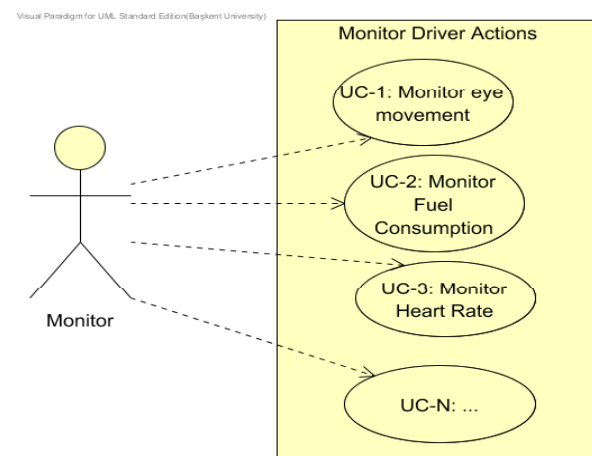 Visual Paradigm for UML Standard Edition(Başkent University)
Monitor Driver Actions
UC-1: Monitor eye
movement
UC-2: Monitor
Fuel
Consumption
UC-3: Monitor
Heart Rate
Monitor
UC-N: ...